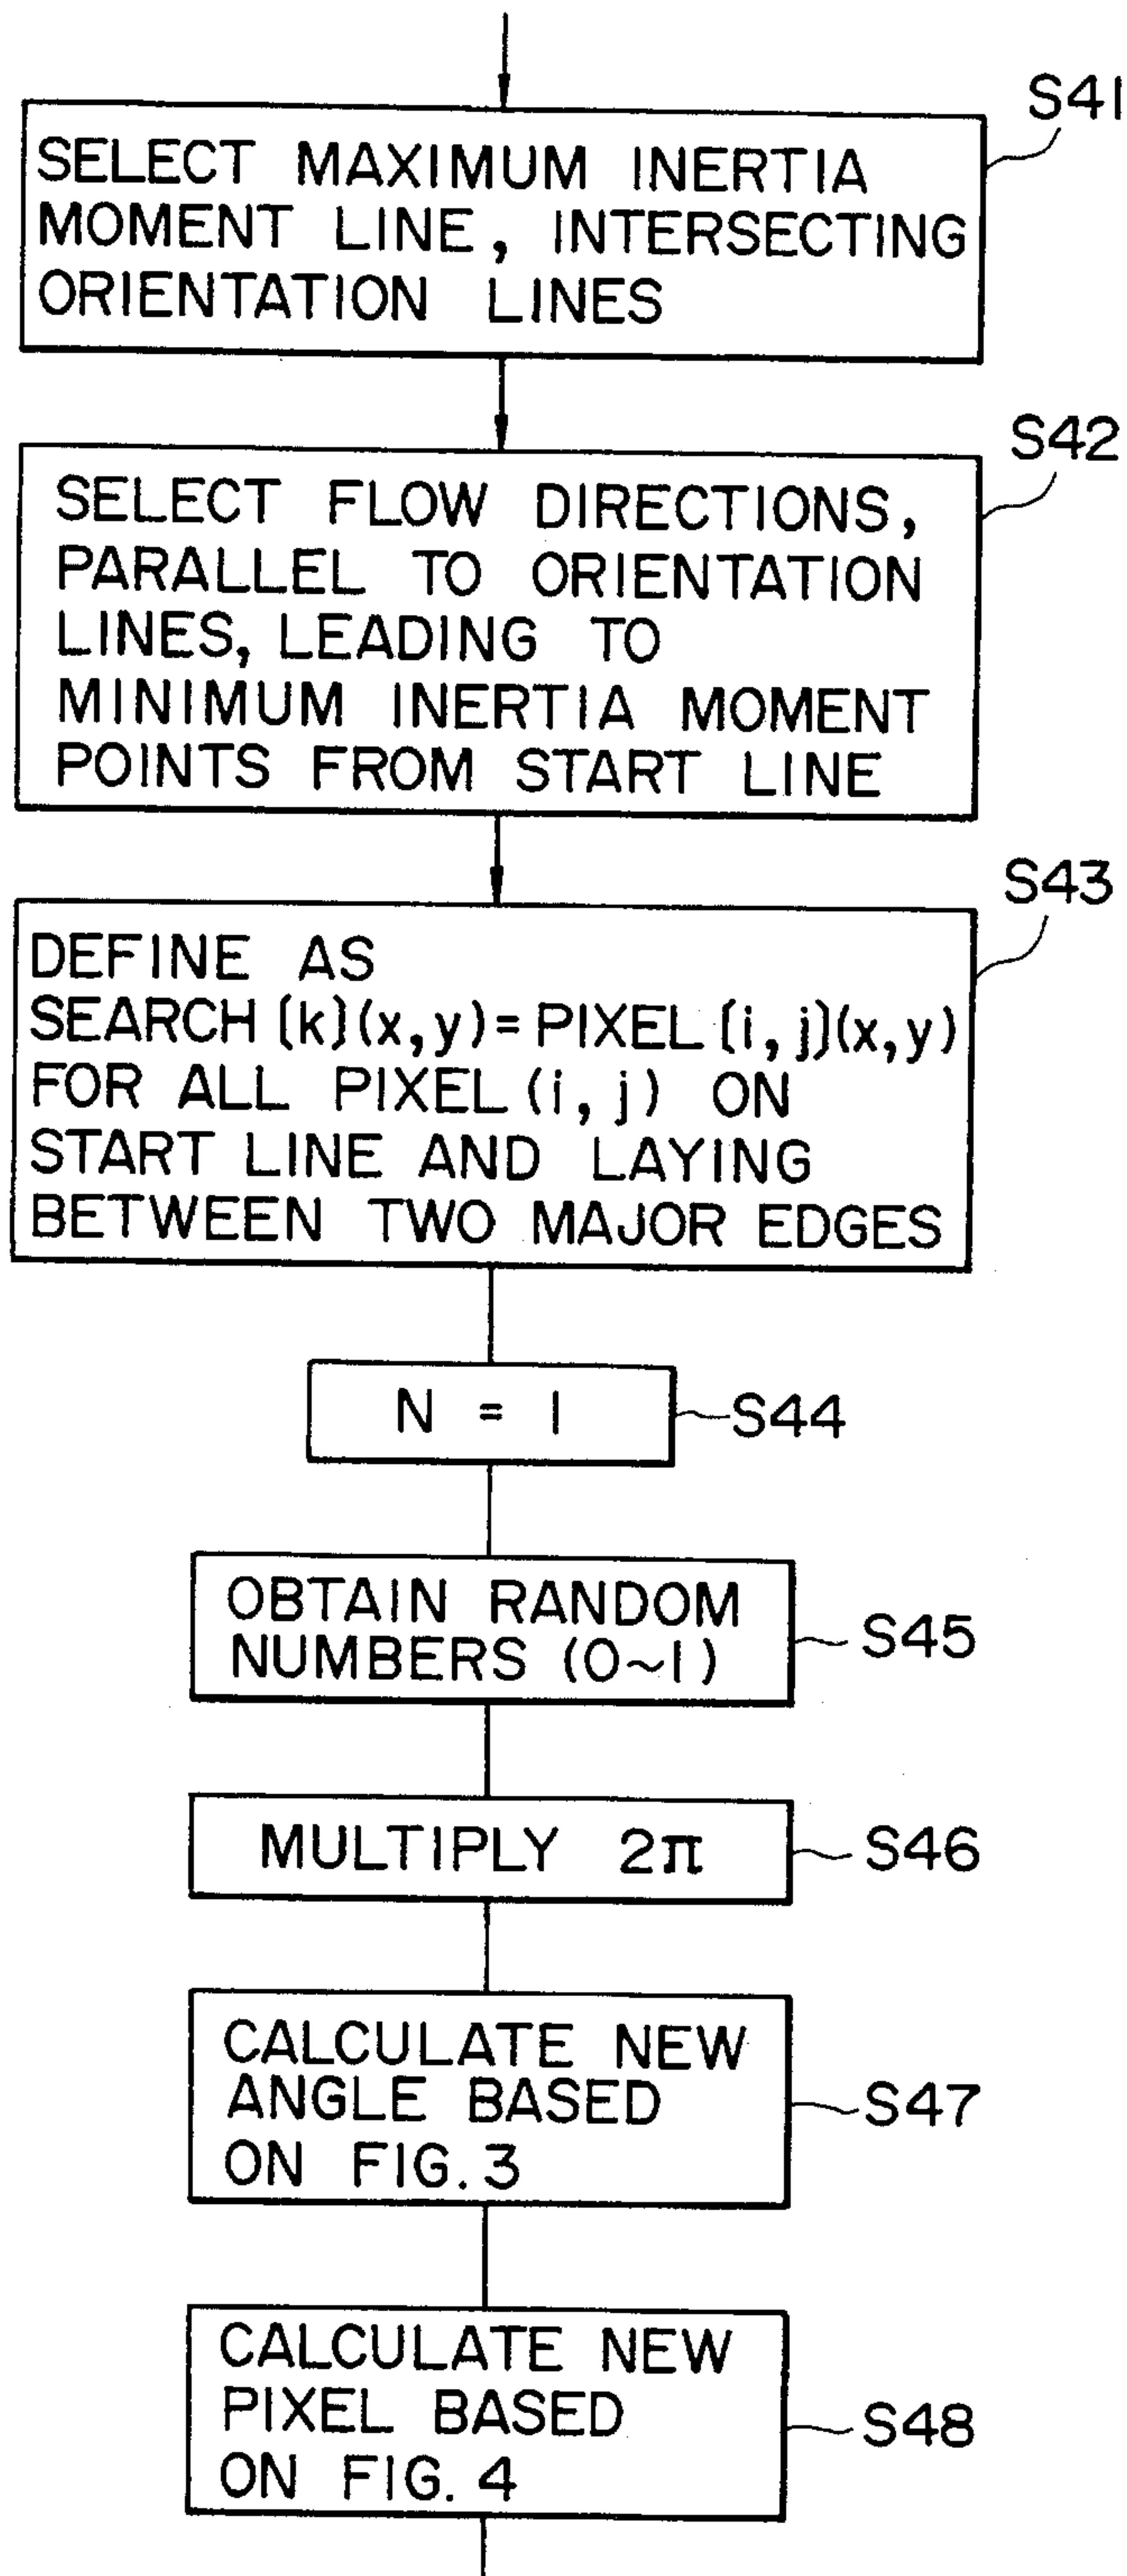 S41
SELECT MAXIMUM INERTIA
MOMENT LINE, INTERSECTING
ORIENTATION LINES
S42
SELECT FLOW DIRECTIONS,
PARALLEL TO ORIENTATION
LINES, LEADING TO
MINIMUM INERTIA MOMENT
POINTS FROM START LINE
S43
DEFINE AS
SEARCH [k](x,y)= PIXEL [i, j](x,y)
FOR ALL PIXEL (i, j) ON
START LINE AND LAYING
BETWEEN TWO MAJOR EDGES
N = 1
S44
OBTAIN RANDOM
NUMBERS (0~1)
S45
MULTIPLY 2π
S46
CALCULATE NEW
ANGLE BASED
ON FIG. 3
S47
CALCULATE NEW
PIXEL BASED
ON FIG. 4
S48